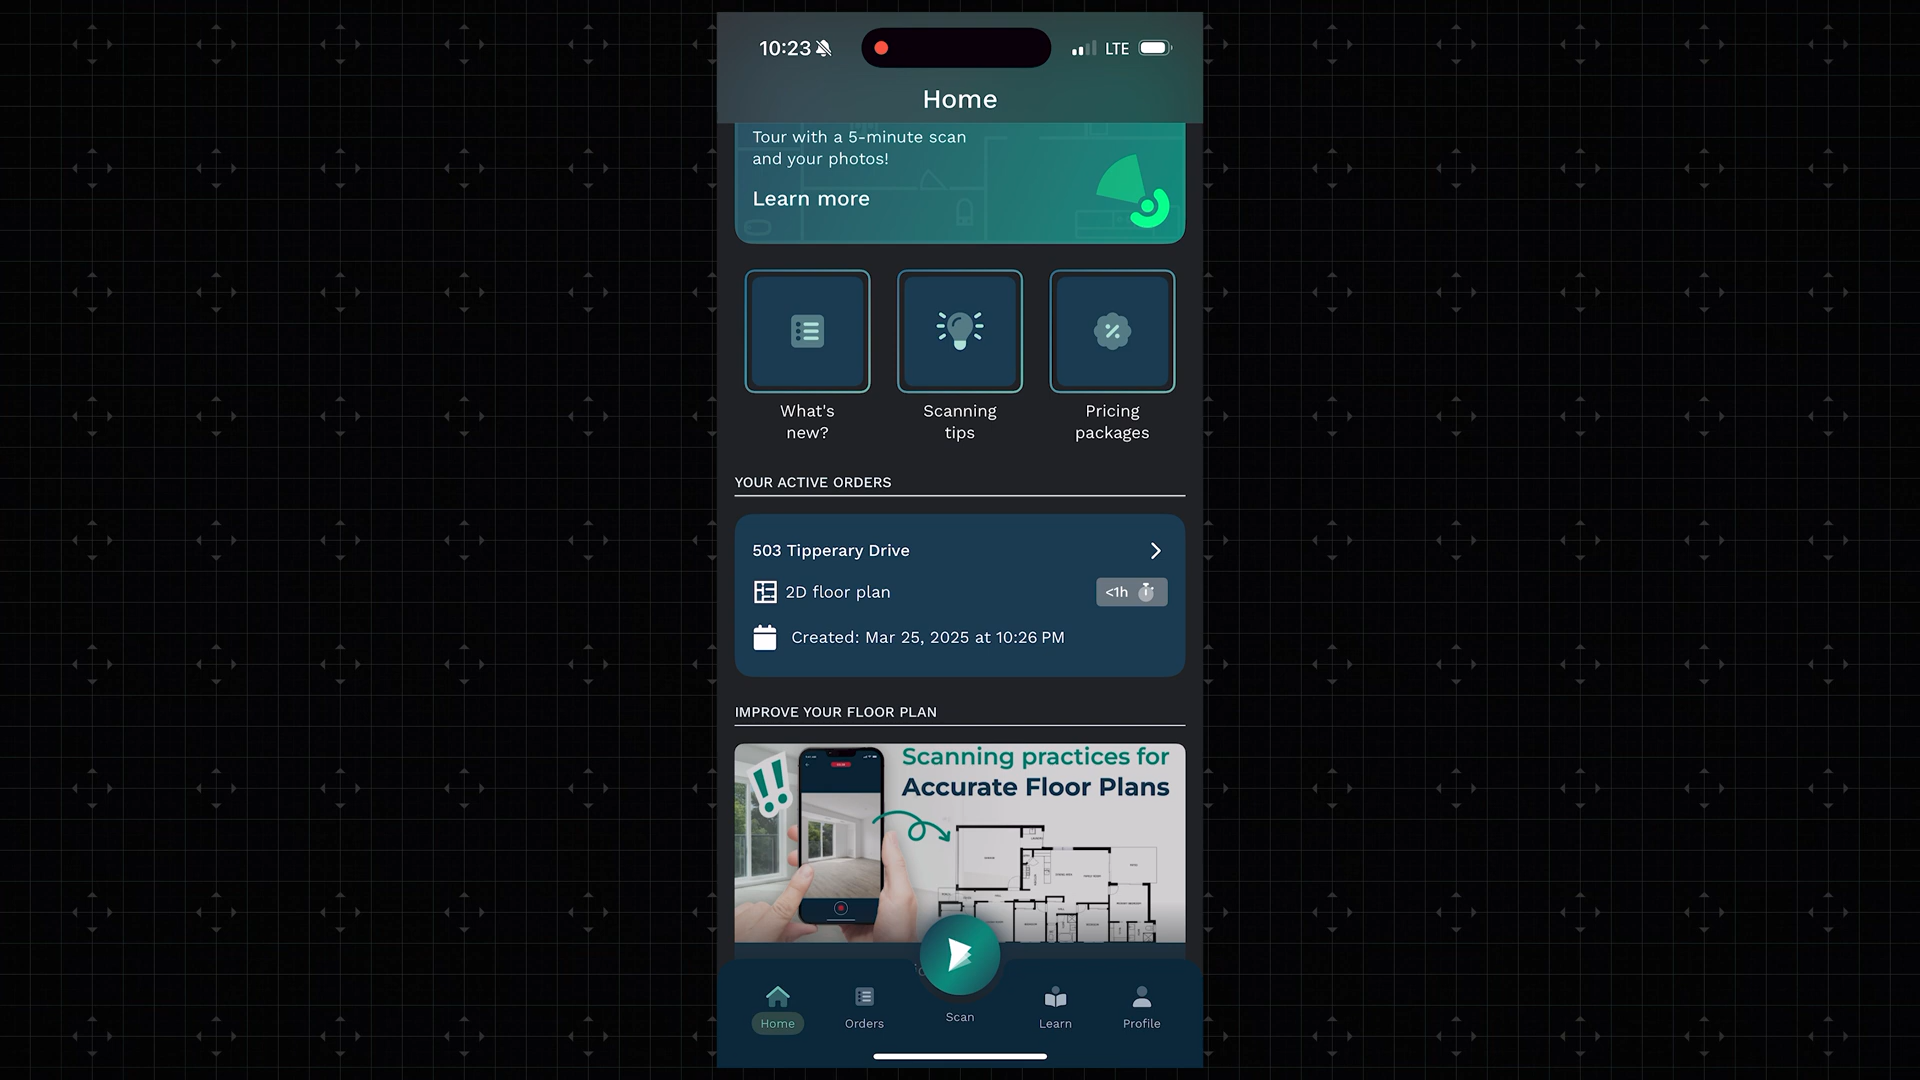 10:23
LTE
Home
Tour with a 5-minute scan
and your photos!
Learn more
What's
new?
Scanning
tips
Pricing
packages
YOUR ACTIVE ORDERS
503 Tipperary Drive
2D floor plan
<1h
Created: Mar 25, 2025 at 10:26 PM
IMPROVE YOUR FLOOR PLAN
Scanning practices for
Accurate Floor Plans
Home
Orders
Scan
Learn
Profile